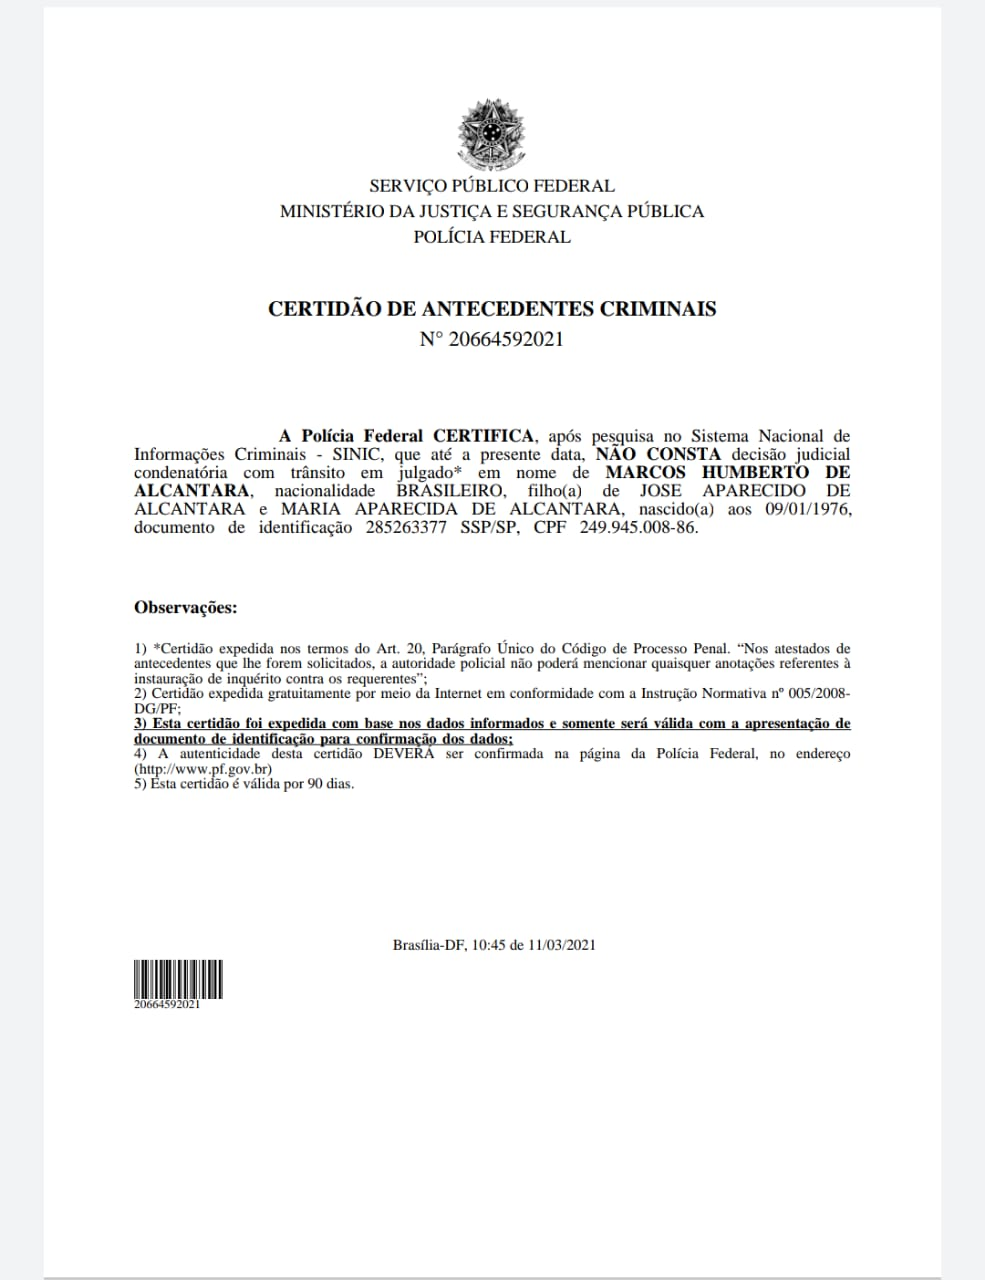 SERVIÇO PÚBLICO FEDERAL
MINISTÉRIO DA JUSTIÇA E SEGURANÇA PÚBLICA
POLÍCIA FEDERAL
CERTIDÃO DE ANTECEDENTES CRIMINAIS
N° 20664592021
A Polícia Federal CERTIFICA, após pesquisa no Sistema Nacional de
Informações Criminais - SINIC, que até a presente data, NÃO CONSTA decisão judicial
condenatória com trânsito em julgado* em nome de MARCOS HUMBERTO DE
ALCANTARA, nacionalidade BRASILEIRO, filho(a) de JOSE APARECIDO DE
ALCANTARA e MARIA APARECIDA DE ALCANTARA, nascido(a) aos 09/01/1976,
documento de identificação 285263377 SSP/SP, CPF 249.945.008-86.
Observações:
1) *Certidão expedida nos termos do Art. 20, Parágrafo Único do Código de Processo Penal. “Nos atestados de
antecedentes que lhe forem solicitados, a autoridade policial não poderá mencionar quaisquer anotações referentes à
instauração de inquérito contra os requerentes”;
2) Certidão expedida gratuitamente por meio da Internet em conformidade com a Instrução Normativa nº 005/2008-
DG/PF;
3) Esta certidão foi expedida com base nos dados informados e somente será válida com a apresentação de
documento de identificação para confirmação dos dados;
4) A autenticidade desta certidão DEVERÁ ser confirmada na página da Polícia Federal, no endereço
(http://www.pf.gov.br)
5) Esta certidão é válida por 90 dias.
Brasília-DF, 10:45 de 11/03/2021
20664592021